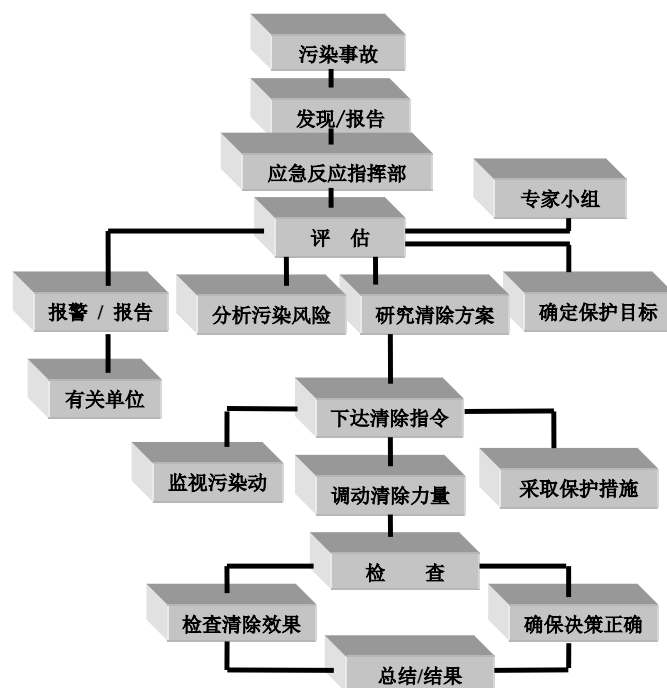 污染事故
发现/报告
应急反应指挥部
专家小组
评 估
报警 / 报告
分析污染风险
研究清除方案
确定保护目标
有关单位
下达清除指令
监视污染动
调动清除力量
采取保护措施
检 查
检查清除效果
确保决策正确
总结/结果